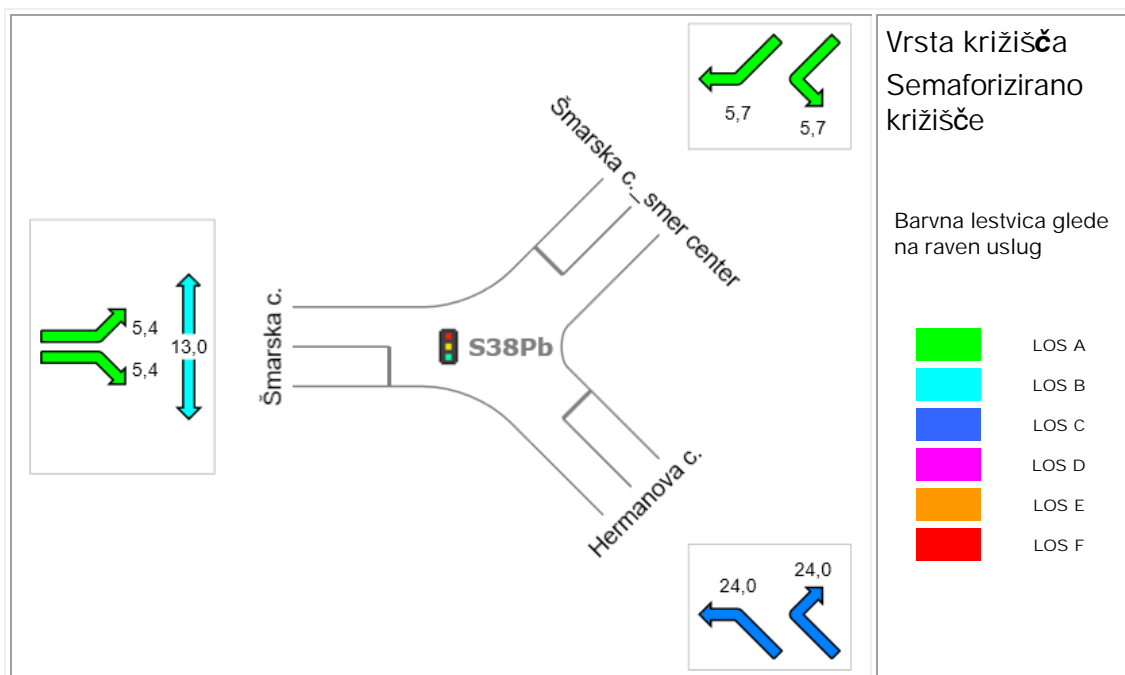 5,7
5,7
Šmarska c._smer center
5,4
5,4
13,0
Šmarska c.
S38Pb
Hermanova c.
24,0
24,0
Vrsta križišča
Semaforizirano
križišče
Barvna lestvica glede
na raven uslug
LOS A
LOS B
LOS C
LOS D
LOS E
LOS F